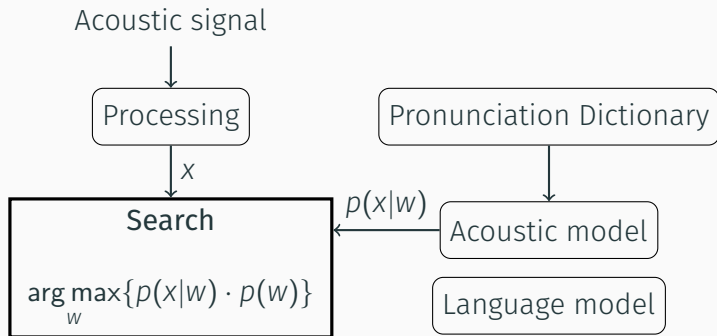 Acoustic signal
Processing
Pronunciation Dictionary
x
p(x|w)
Search
Acoustic model
arg max{p(x|w) · p(w)}
w
Language model